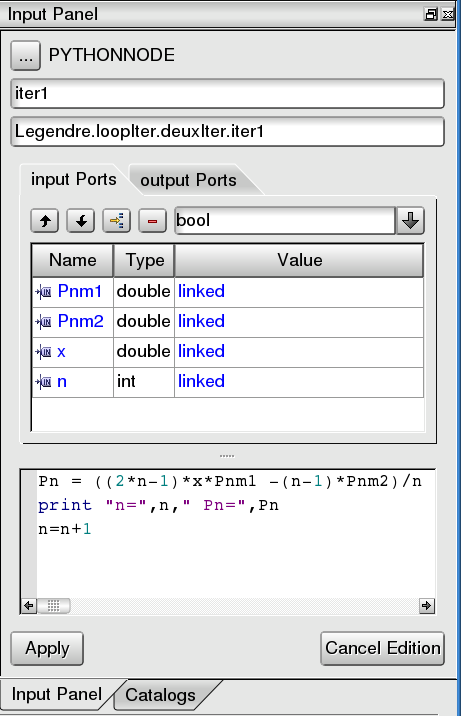 Input Panel
... PYTHONNODE
iter1
Legendre.loopIter.deuxIter.iter1
input Ports output Ports
bool
Name Type Value
Pnm1 double linked
Pnm2 double linked
x double linked
n int linked
Pn = ((2*n-1)*x*Pnm1 -(n-1)*Pnm2)/n
print "n=",n," Pn=",Pn
n=n+1
Apply Cancel Edition
Input Panel Catalogs